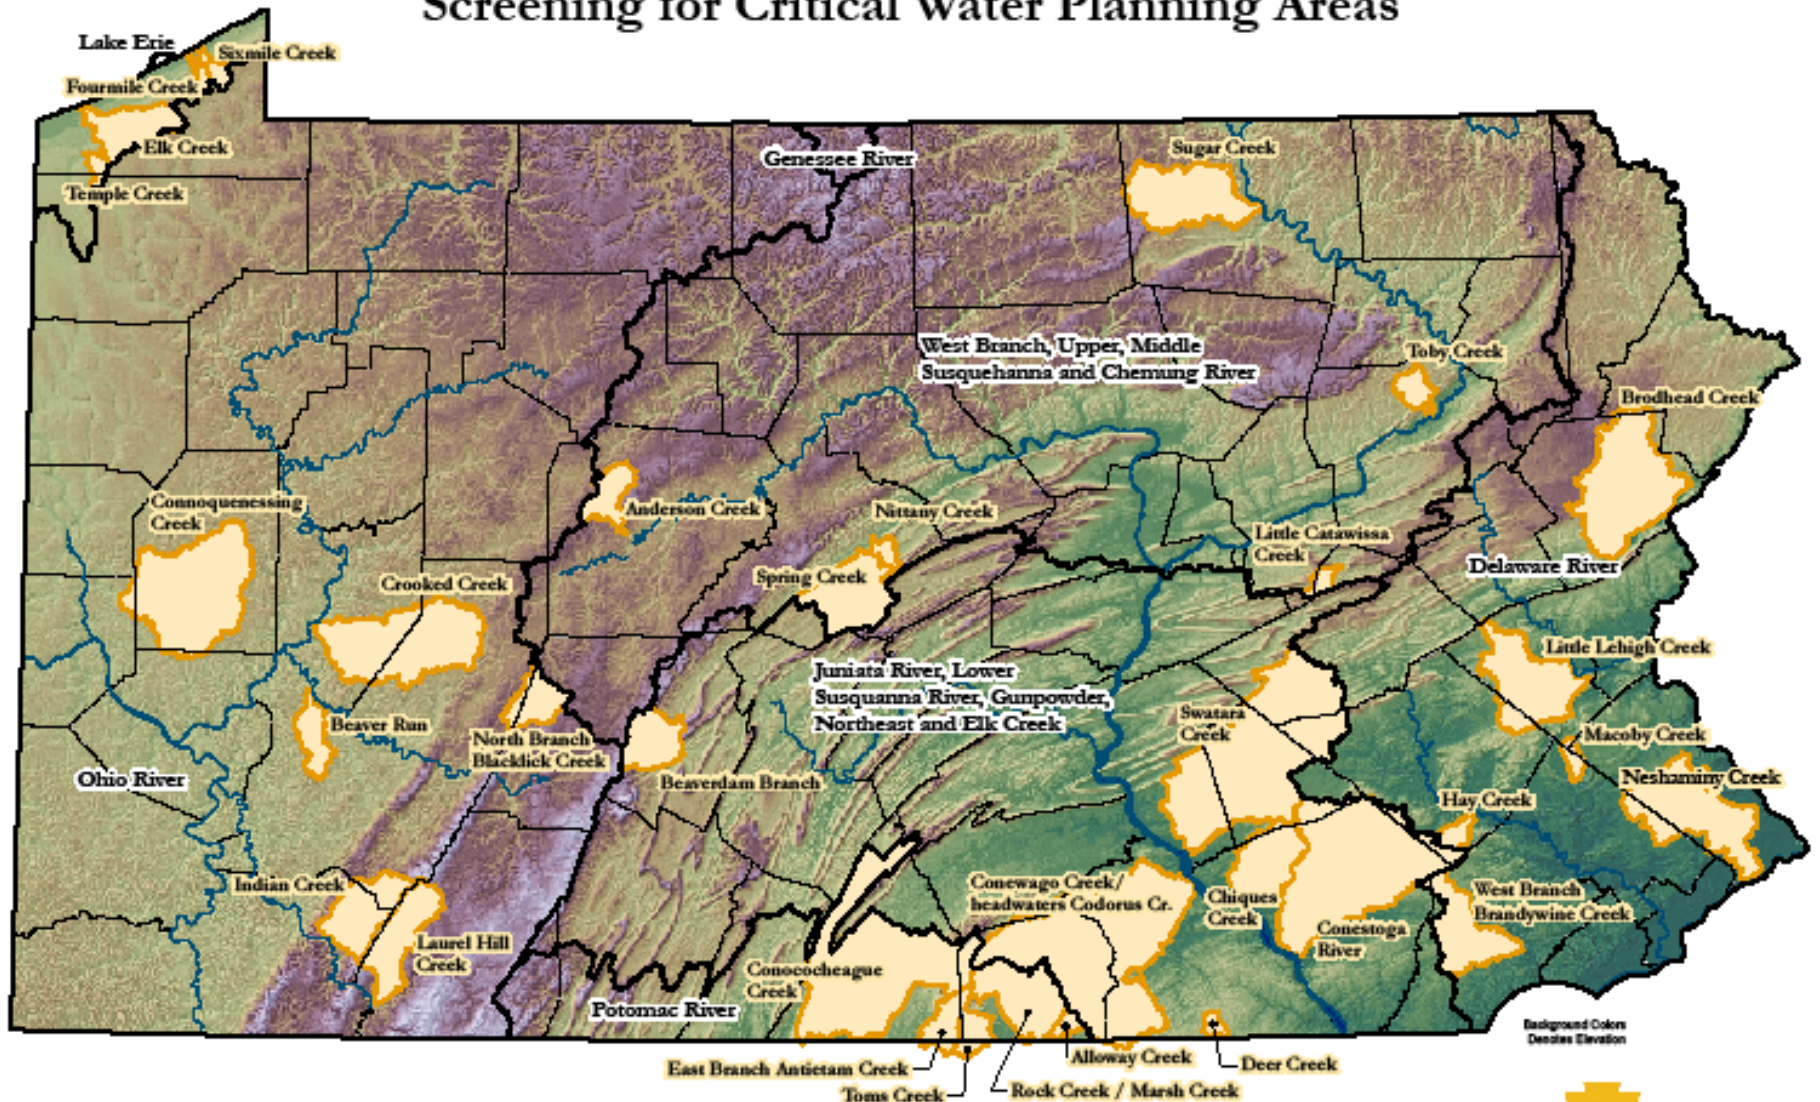 Screening for Critical Water Planning Areas
Lake Erie
Sixmile Creek
Fourmile Creek
Elk Creek
Temple Creek
Genessee River
Sugar Creek
West Branch, Upper, Middle
Susquehanna and Chemung River
Toby Creek
Brodhead Creek
Connoquenessing
Creek
Anderson Creek
Nittany Creek
Little Catawissa
Creek
Delaware River
Crooked Creek
Spring Creek
Little Lehigh Creek
Juniata River, Lower
Susquanna River, Gunpowder,
Northeast and Elk Creek
Swatara
Creek
Beaver Run
North Branch
Blacklick Creek
Macoby Creek
Ohio River
Beaverdam Branch
Neshaminy Creek
Hay Creek
Indian Creek
Conewago Creek/
headwaters Codorus Cr.
Chiques
Creek
West Branch
Brandywine Creek
Laurel Hill
Creek
Conestoga
River
Conococheague
Creek
Potomac River
Background Colors
Denotes Elevation
East Branch Antietam Creek
Alloway Creek
Deer Creek
Toms Creek
Rock Creek / Marsh Creek